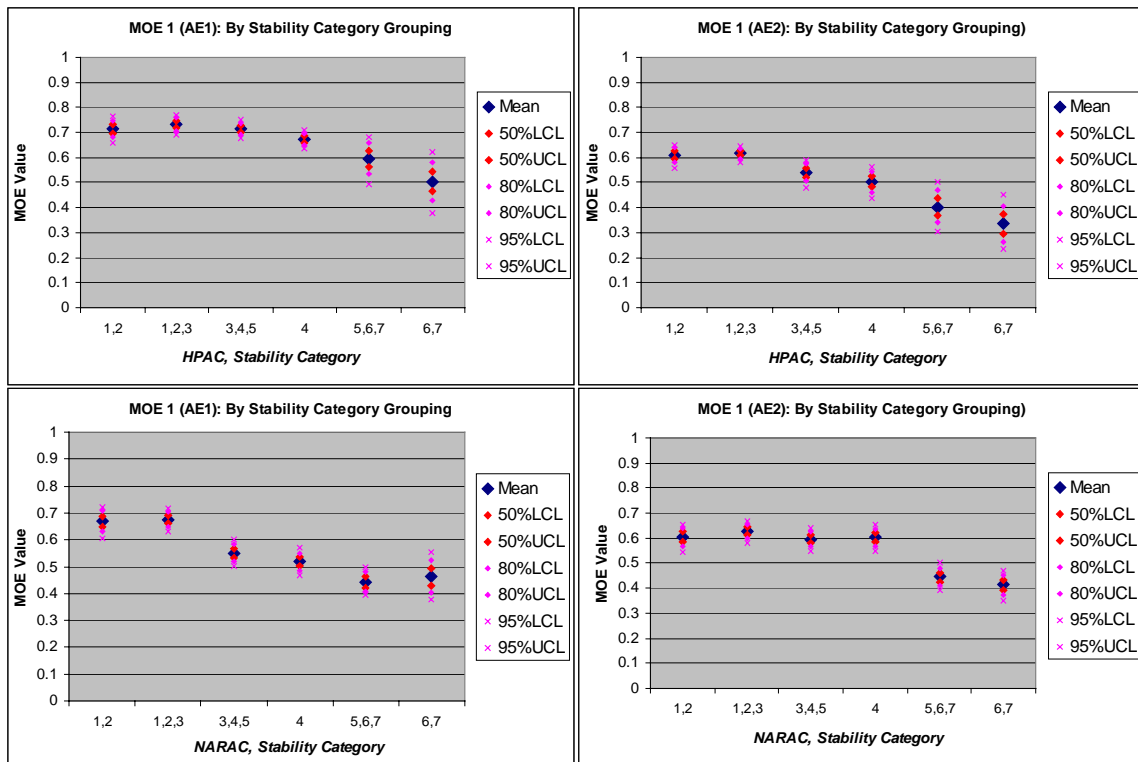 MOE 1 (AE1): By Stability Category Grouping
MOE Value
1
0.9
0.8
0.7
0.6
0.5
0.4
0.3
0.2
0.1
0
1,2 1,2,3 3,4,5 4 5,6,7 6,7
HPAC, Stability Category
Mean
50%LCL
50%UCL
80%LCL
80%UCL
95%LCL
95%UCL
MOE 1 (AE2): By Stability Category Grouping)
MOE Value
1
0.9
0.8
0.7
0.6
0.5
0.4
0.3
0.2
0.1
0
1,2 1,2,3 3,4,5 4 5,6,7 6,7
HPAC, Stability Category
Mean
50%LCL
50%UCL
80%LCL
80%UCL
95%LCL
95%UCL
MOE 1 (AE1): By Stability Category Grouping
MOE Value
1
0.9
0.8
0.7
0.6
0.5
0.4
0.3
0.2
0.1
0
1,2 1,2,3 3,4,5 4 5,6,7 6,7
NARAC, Stability Category
Mean
50%LCL
50%UCL
80%LCL
80%UCL
95%LCL
95%UCL
MOE 1 (AE2): By Stability Category Grouping)
MOE Value
1
0.9
0.8
0.7
0.6
0.5
0.4
0.3
0.2
0.1
0
1,2 1,2,3 3,4,5 4 5,6,7 6,7
NARAC, Stability Category
Mean
50%LCL
50%UCL
80%LCL
80%UCL
95%LCL
95%UCL